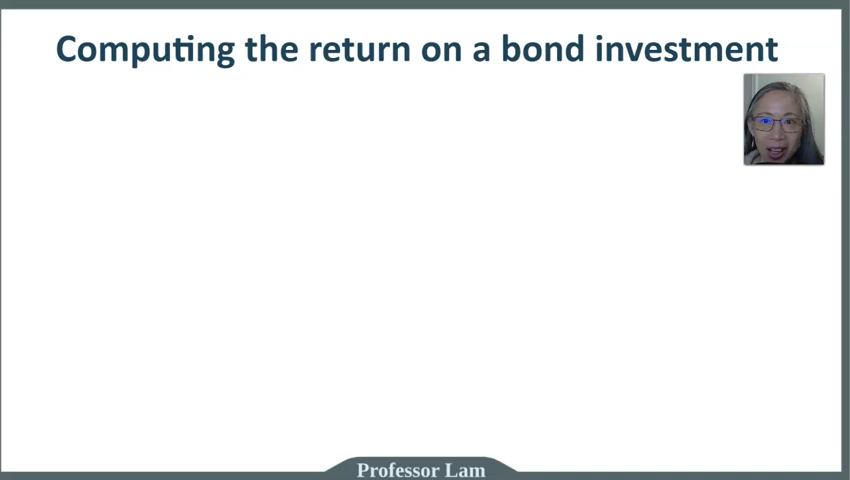 Computing the return on a bond investment
Professor Lam